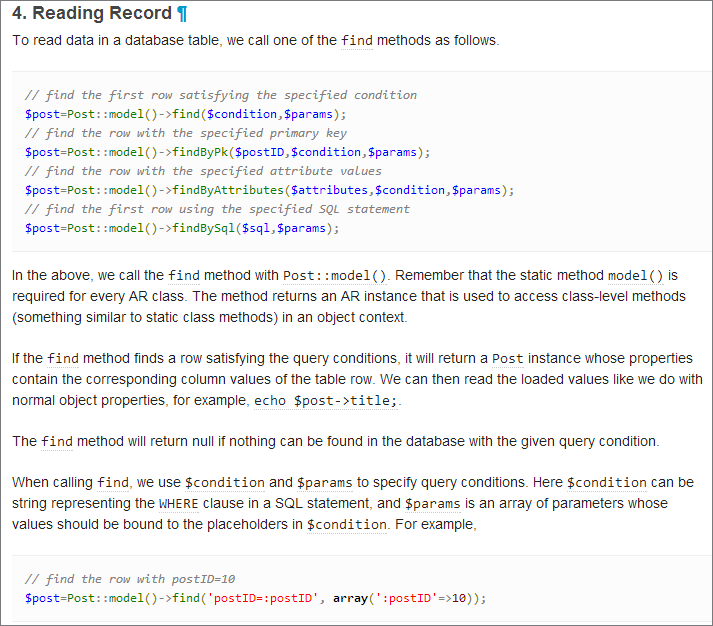 4. Reading Record ¶
To read data in a database table, we call one of the find methods as follows.
// find the first row satisfying the specified condition
$post=Post::model()->find($condition,$params);
// find the row with the specified primary key
$post=Post::model()->findByPk($postID,$condition,$params);
// find the row with the specified attribute values
$post=Post::model()->findByAttributes($attributes,$condition,$params);
// find the first row using the specified SQL statement
$post=Post::model()->findBySql($sql,$params);
In the above, we call the find method with Post::model(). Remember that the static method model() is
required for every AR class. The method returns an AR instance that is used to access class-level methods
(something similar to static class methods) in an object context.
If the find method finds a row satisfying the query conditions, it will return a Post instance whose properties
contain the corresponding column values of the table row. We can then read the loaded values like we do with
normal object properties, for example, echo $post->title;.
The find method will return null if nothing can be found in the database with the given query condition.
When calling find, we use $condition and $params to specify query conditions. Here $condition can be
string representing the WHERE clause in a SQL statement, and $params is an array of parameters whose
values should be bound to the placeholders in $condition. For example,
// find the row with postID=10
$post=Post::model()->find('postID=:postID', array(':postID'=>10));